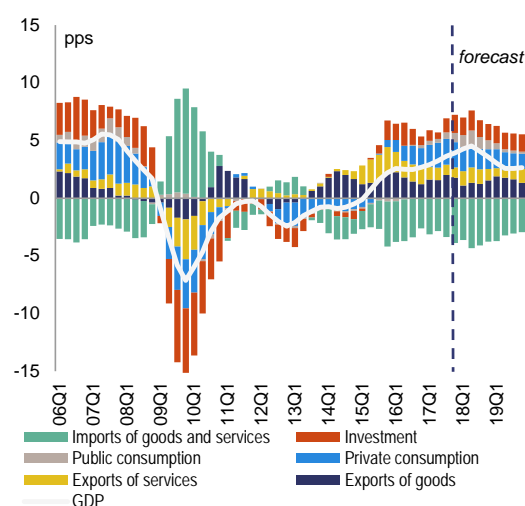 15
pps
forecast
10
5
0
-5
-10
-15
06Q1 07Q1 08Q1 09Q1 10Q1 11Q1 12Q1 13Q1 14Q1 15Q1 16Q1 17Q1 18Q1 19Q1
Imports of goods and services Investment
Public consumption Private consumption
Exports of services Exports of goods
GDP